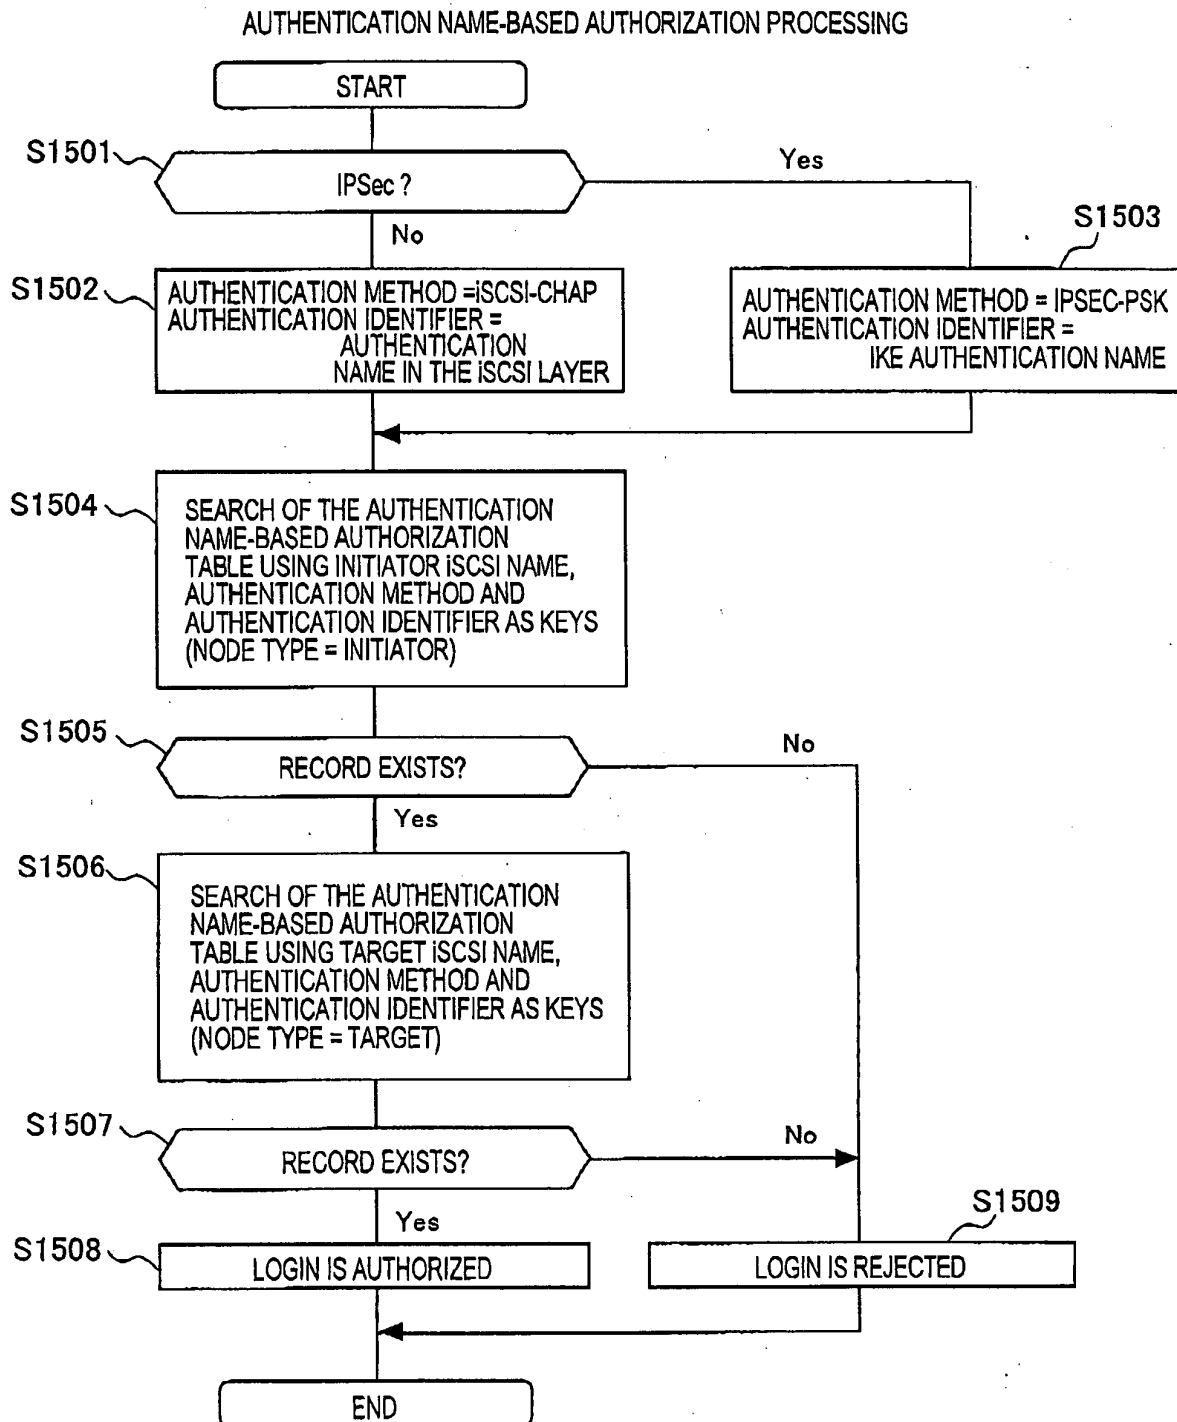 AUTHENTICATION NAME-BASED AUTHORIZATION PROCESSING
START
S1501
IPSec ?
Yes
No
S1503
S1502
AUTHENTICATION METHOD =iSCSI-CHAP
AUTHENTICATION IDENTIFIER =
AUTHENTICATION
NAME IN THE iSCSI LAYER
AUTHENTICATION METHOD = IPSEC-PSK
AUTHENTICATION IDENTIFIER =
IKE AUTHENTICATION NAME
S1504
SEARCH OF THE AUTHENTICATION
NAME-BASED AUTHORIZATION
TABLE USING INITIATOR iSCSI NAME,
AUTHENTICATION METHOD AND
AUTHENTICATION IDENTIFIER AS KEYS
(NODE TYPE = INITIATOR)
S1505
RECORD EXISTS?
No
Yes
S1506
SEARCH OF THE AUTHENTICATION
NAME-BASED AUTHORIZATION
TABLE USING TARGET iSCSI NAME,
AUTHENTICATION METHOD AND
AUTHENTICATION IDENTIFIER AS KEYS
(NODE TYPE = TARGET)
S1507
RECORD EXISTS?
No
Yes
S1509
S1508
LOGIN IS AUTHORIZED
LOGIN IS REJECTED
END